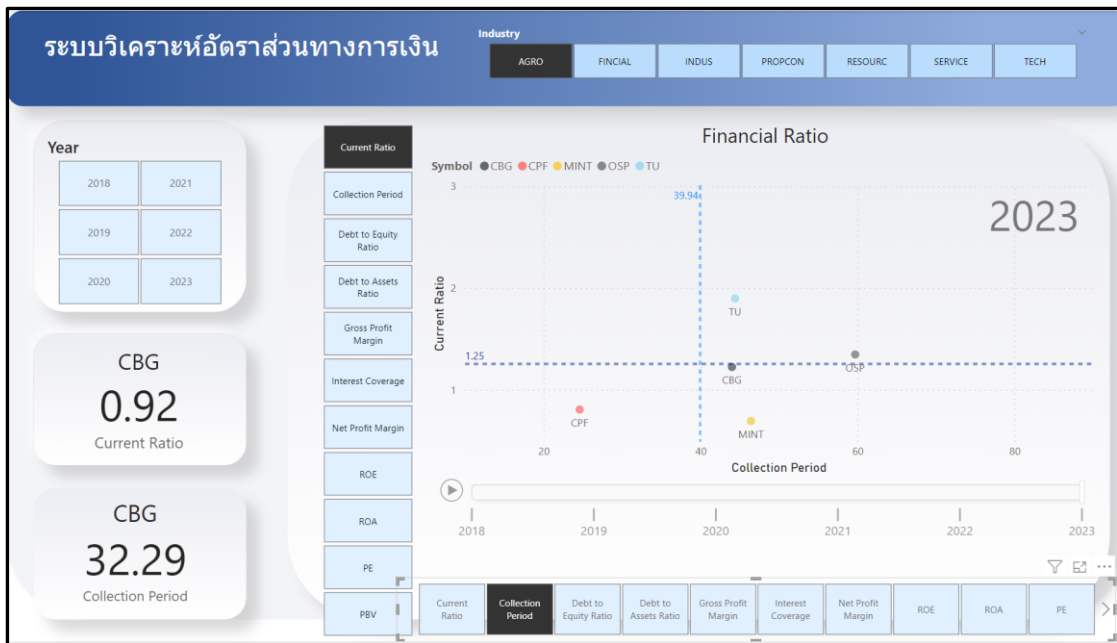 ระบบวิเคราะห์อัตราส่วนทางการเงิน
Industry
AGRO
FINCIAL
INDUS
PROPCON
RESOURC
SERVICE
TECH
Year
2018
2021
2019
2022
2020
2023
CBG
0.92
Current Ratio
CBG
32.29
Collection Period
Current Ratio
Collection Period
Debt to Equity
Ratio
Debt to Assets
Ratio
Gross Profit
Margin
Interest Coverage
Net Profit Margin
ROE
ROA
PE
PBV
Financial Ratio
Symbol CBG CPF MINT OSP TU
2023
3
2
1
Current Ratio
39.94
1.25
TU
OSP
CBG
CPF
MINT
20
40
60
80
Collection Period
2018
2019
2020
2021
2022
2023
Current
Ratio
Collection
Period
Debt to
Equity Ratio
Debt to
Assets Ratio
Gross Profit
Margin
Interest
Coverage
Net Profit
Margin
ROE
ROA
PE